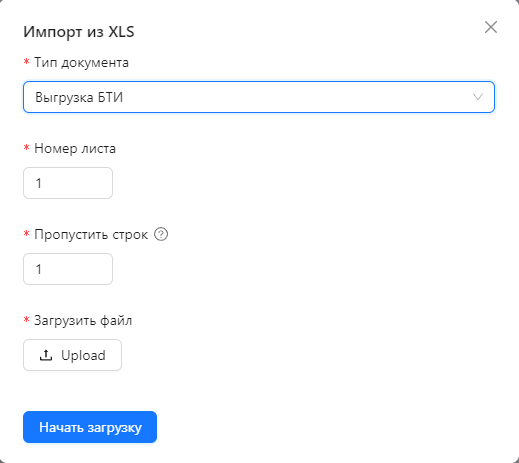 Импорт из XLS
* Тип документа
Выгрузка БТИ
* Номер листа
1
* Пропустить строк ?
1
* Загрузить файл
Upload
Начать загрузку